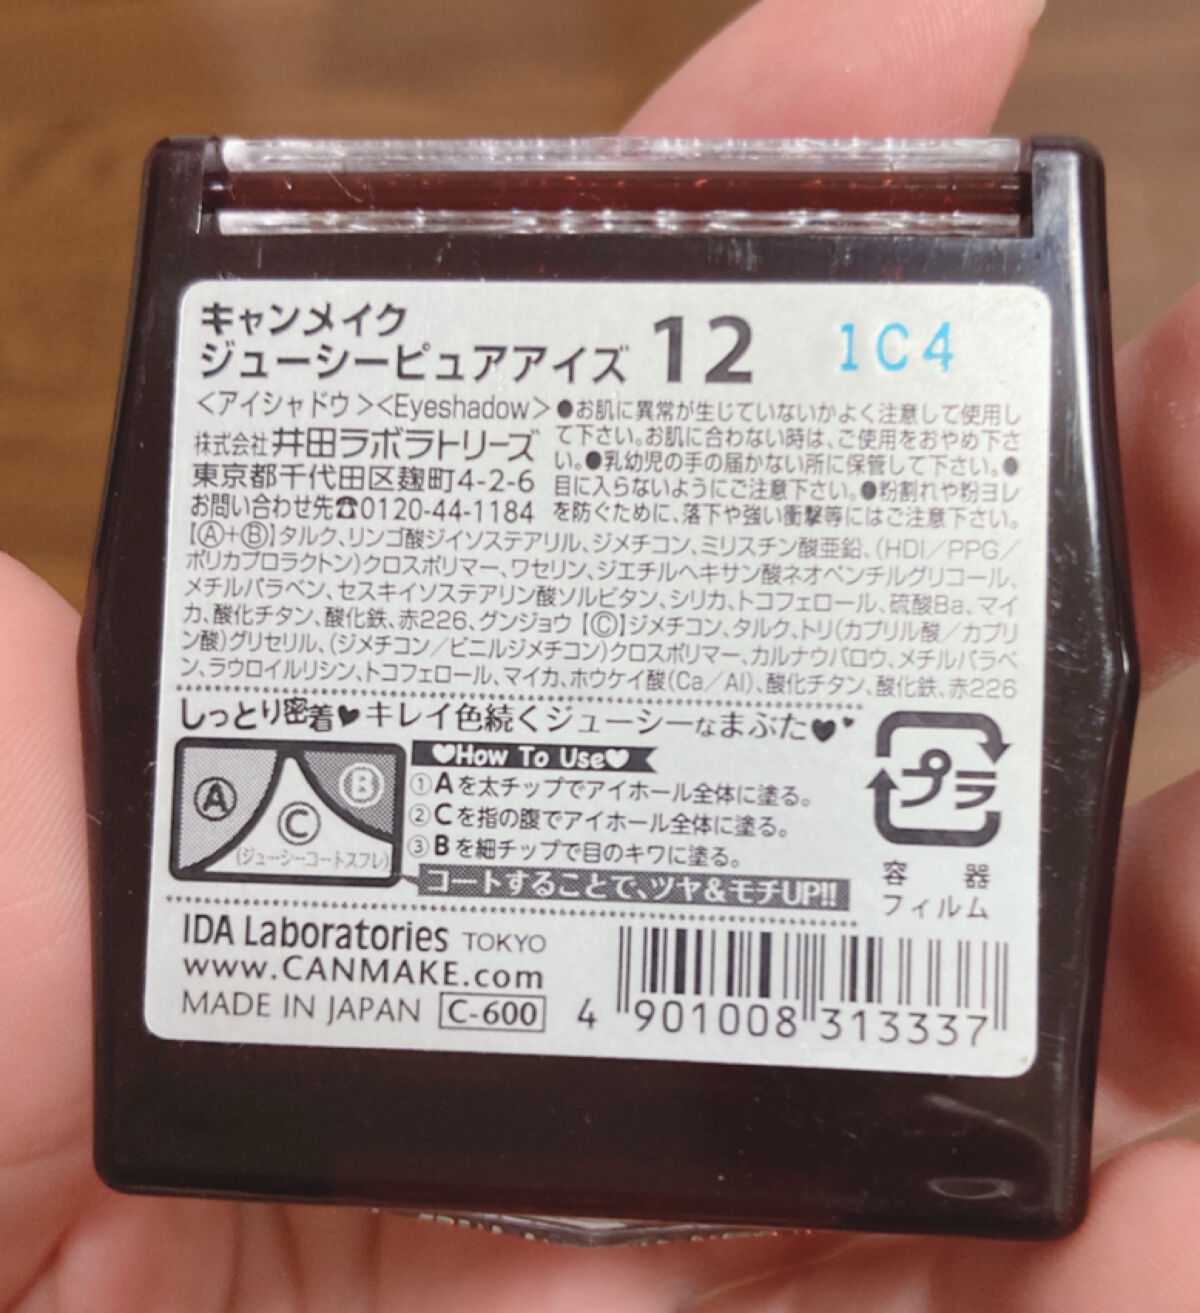 キャンメイク
ジューシーピュアアイズ 12 1C4
<アイシャドウ><Eyeshadow>
株式会社 井田ラボラトリーズ
東京都千代田区麹町4-2-6
お問い合わせ先☎0120-44-1184
●お肌に異常が生じていないかよく注意して使用し
て下さい。お肌に合わない時は、ご使用をおやめ下さ
い。●乳幼児の手の届かない所に保管して下さい。●
目に入らないようにご注意下さい。●粉割れや粉ヨレ
を防ぐために、落下や強い衝撃等にはご注意下さい。
【Ⓐ+Ⓑ】タルク、リンゴ酸ジイソステアリル、ジメチコン、ミリスチン酸亜鉛、(HDI/PPG/
ポリカプロラクトン)クロスポリマー、ワセリン、ジエチルヘキサン酸ネオペンチルグリコール、
メチルパラベン、セスキイソステアリン酸ソルビタン、シリカ、トコフェロール、硫酸Ba、マイ
カ、酸化チタン、酸化鉄、赤226、グンジョウ【Ⓒ】ジメチコン、タルク、トリ(カプリル酸/カプリ
ン酸)グリセリル、(ジメチコン/ビニルジメチコン)クロスポリマー、カルナウバロウ、メチルパラベ
ン、ラウロイルリシン、トコフェロール、マイカ、ホウケイ酸(Ca/Al)、酸化チタン、酸化鉄、赤226
しっとり密着♥キレイ色続くジューシーなまぶた♥♥
Ⓐ
Ⓑ
Ⓒ
(ジューシーコートスフレ)
♥How To Use♥
①Aを太チップでアイホール全体に塗る。
②Cを指の腹でアイホール全体に塗る。
③Bを細チップで目のキワに塗る。
コートすることで、ツヤ&モチUP!!
プラ
容器
フィルム
IDA Laboratories TOKYO
www.CANMAKE.com
MADE IN JAPAN C-600
4 901008 313337